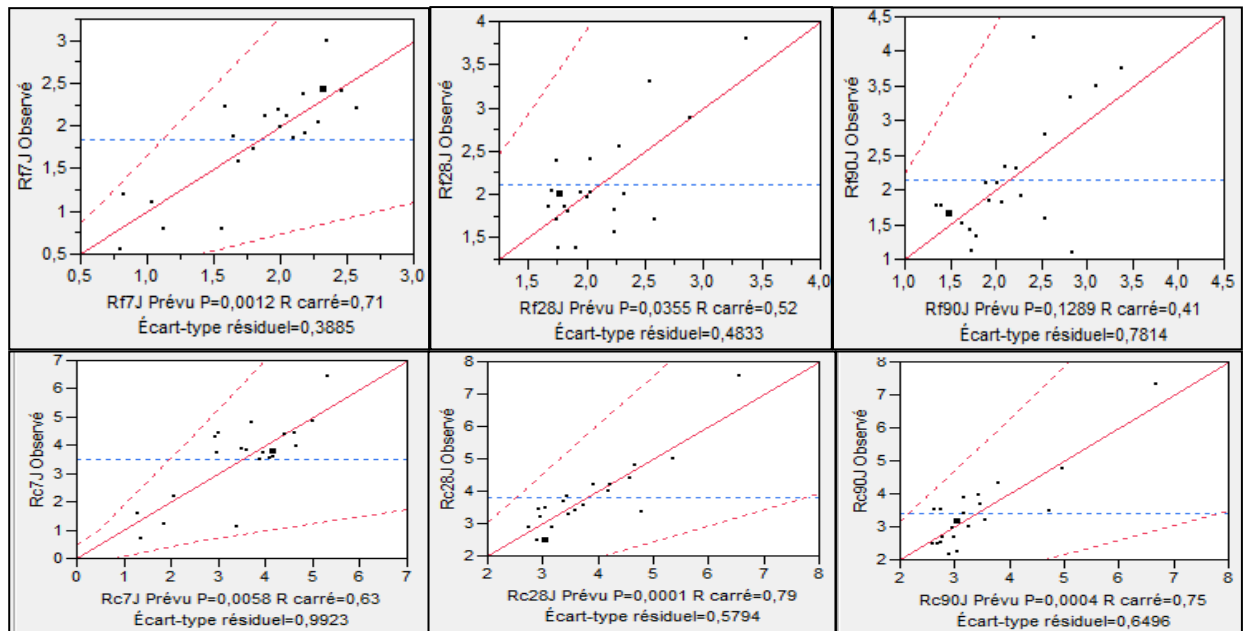 Rf7J Observé
3
2,5
2
1,5
1
0,5
0,5 1,0 1,5 2,0 2,5 3,0
Rf7J Prévu P=0,0012 R carré=0,71
Écart-type résiduel=0,3885
Rf28J Observé
4
3,5
3
2,5
2
1,5
1,5 2,0 2,5 3,0 3,5 4,0
Rf28J Prévu P=0,0355 R carré=0,52
Écart-type résiduel=0,4833
Rf90J Observé
4,5
4
3,5
3
2,5
2
1,5
1
1,0 1,5 2,0 2,5 3,0 3,5 4,0 4,5
Rf90J Prévu P=0,1289 R carré=0,41
Écart-type résiduel=0,7814
Rc7J Observé
7
6
5
4
3
2
1
0
0 1 2 3 4 5 6 7
Rc7J Prévu P=0,0058 R carré=0,63
Écart-type résiduel=0,9923
Rc28J Observé
8
7
6
5
4
3
2
2 3 4 5 6 7 8
Rc28J Prévu P=0,0001 R carré=0,79
Écart-type résiduel=0,5794
Rc90J Observé
8
7
6
5
4
3
2
2 3 4 5 6 7 8
Rc90J Prévu P=0,0004 R carré=0,75
Écart-type résiduel=0,6496